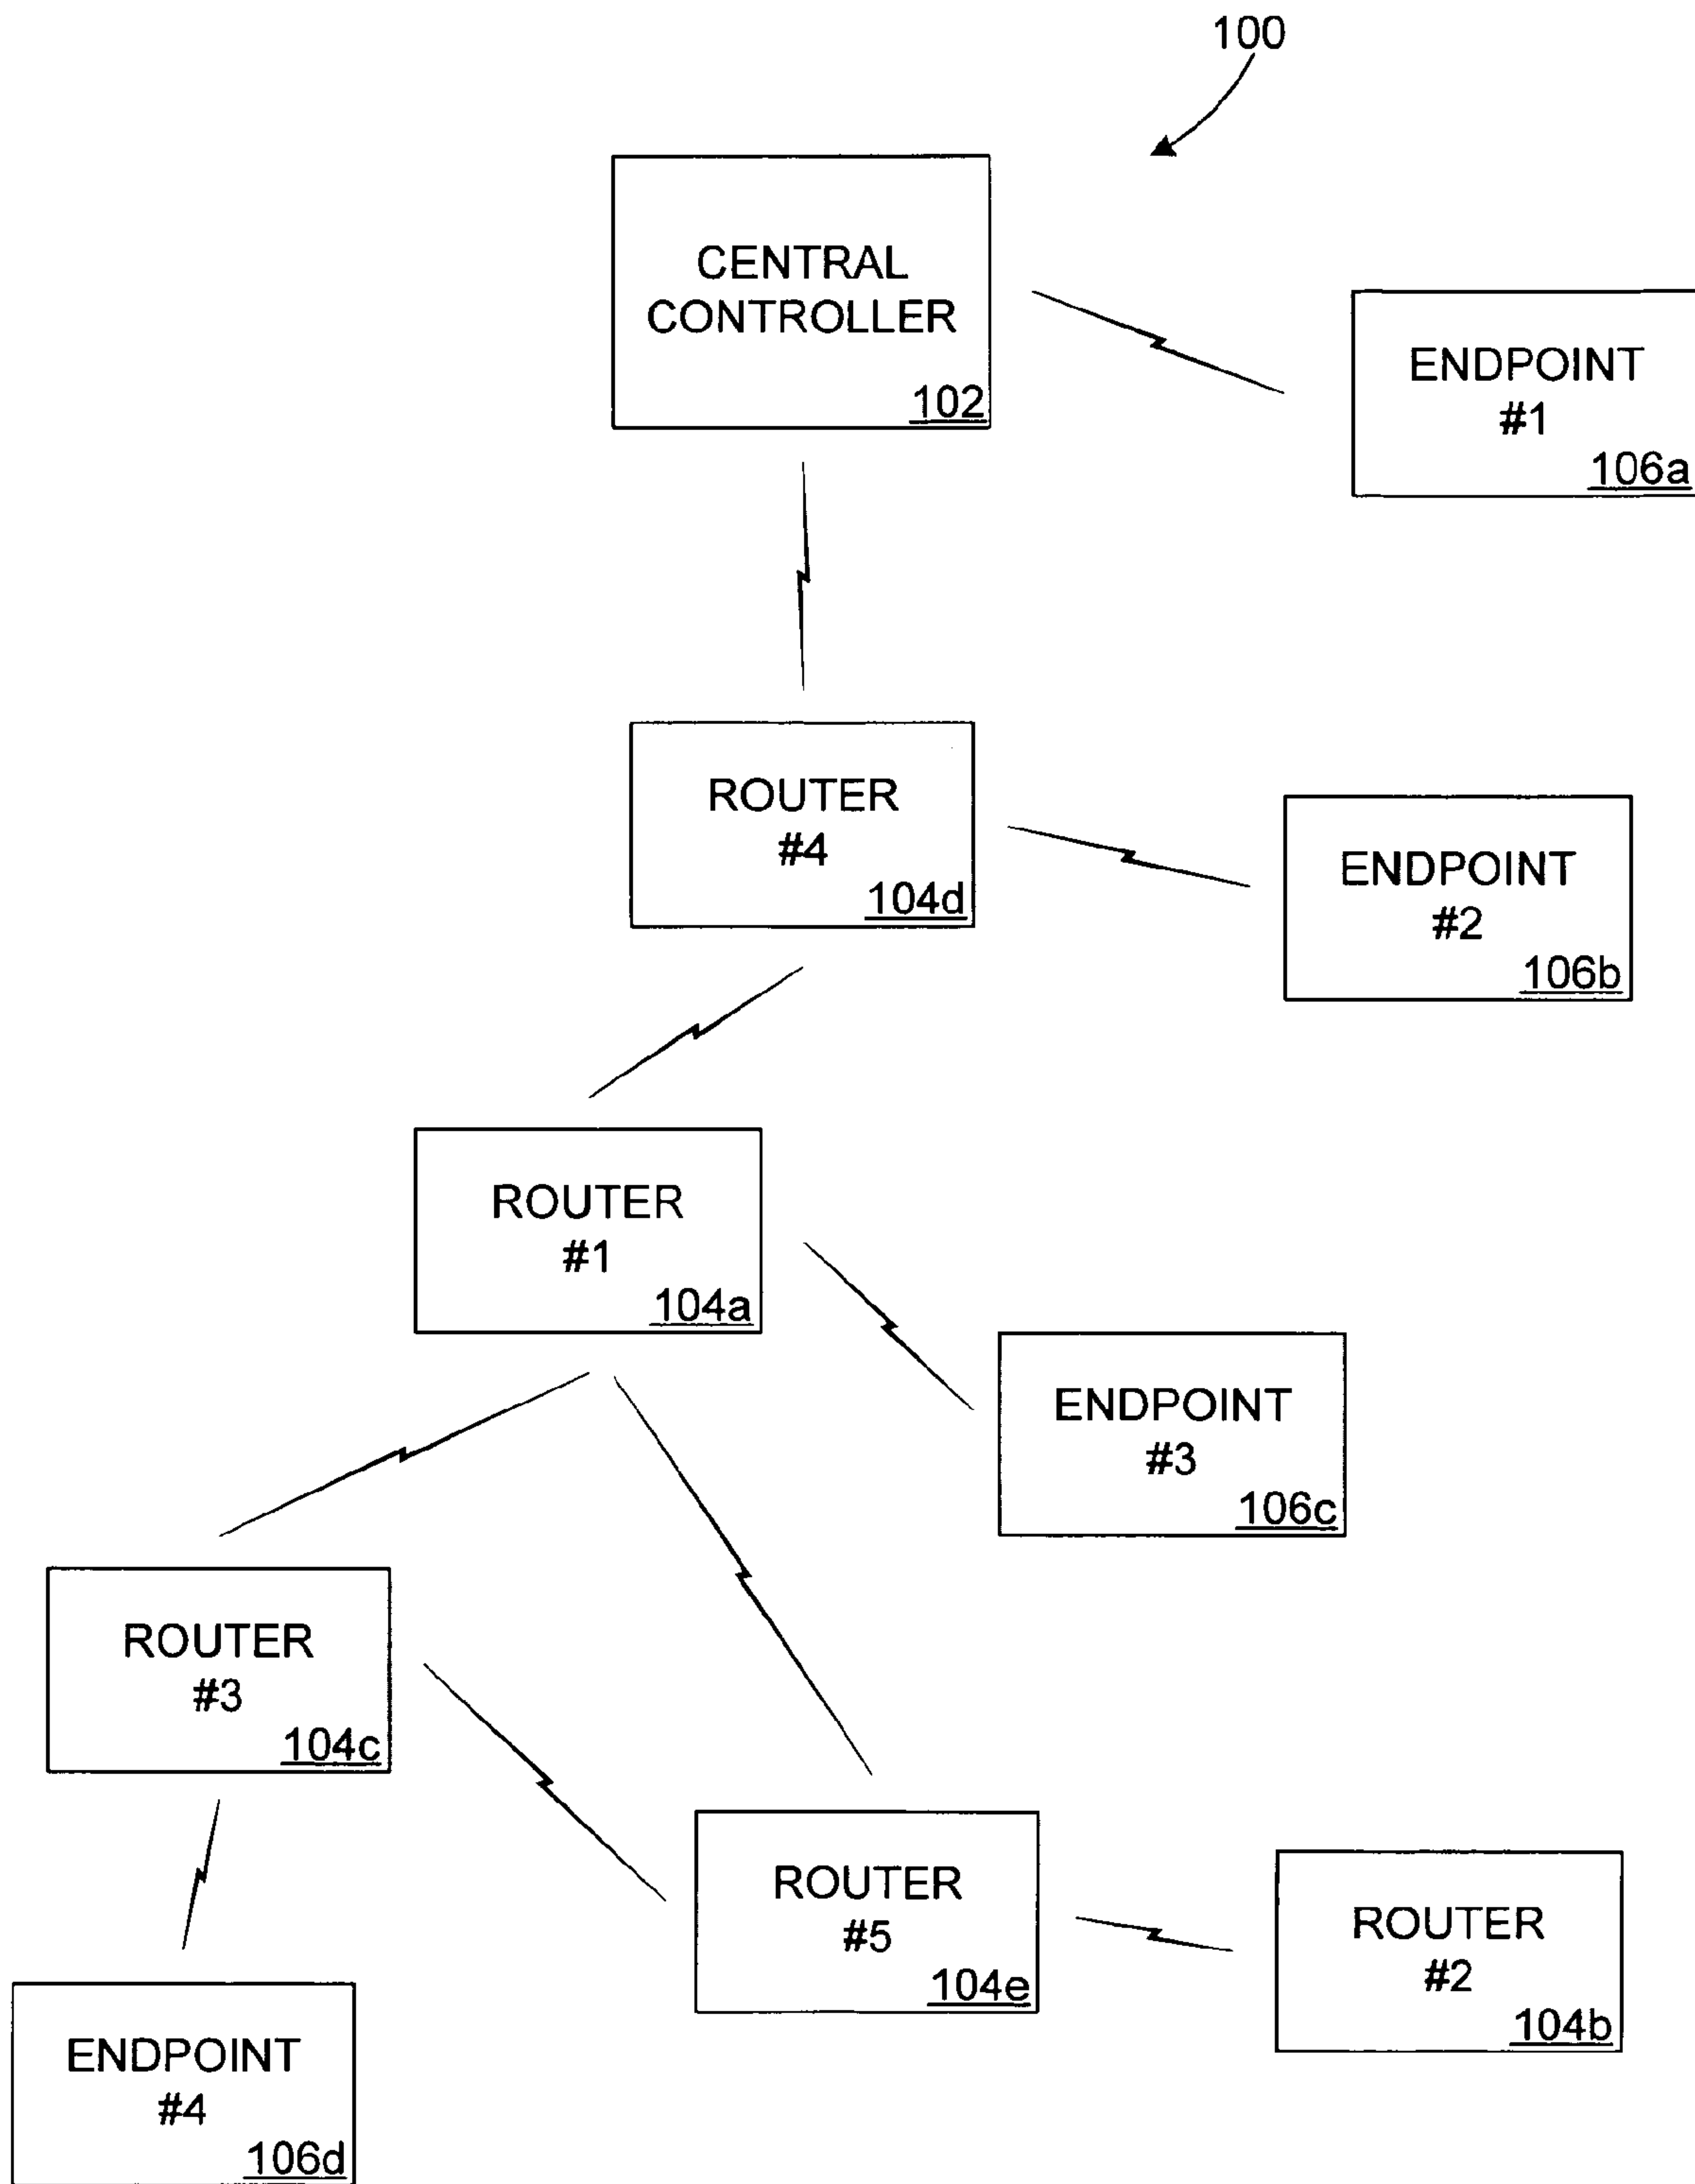 100
CENTRAL
CONTROLLER
102
ENDPOINT
#1
106a
ROUTER
#4
104d
ENDPOINT
#2
106b
ROUTER
#1
104a
ENDPOINT
#3
106c
ROUTER
#3
104c
ROUTER
#5
104e
ROUTER
#2
104b
ENDPOINT
#4
106d